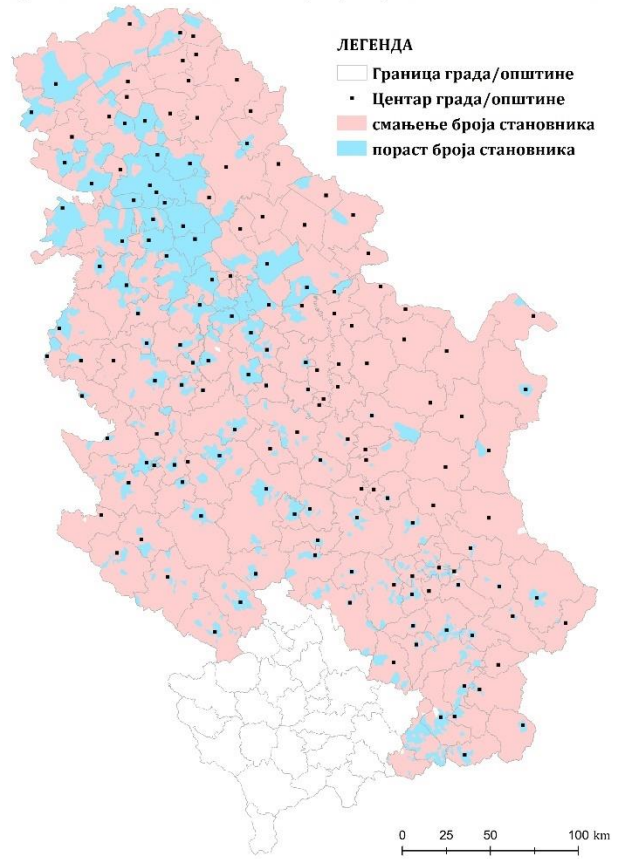 ЛЕГЕНДА
Граница града/општине
Центар града/општине
смањење броја становника
пораст броја становника
0 25 50 100 km